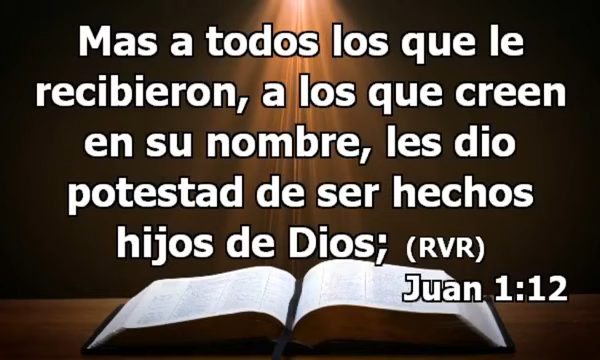 Mas a todos los que le
recibieron, a los que creen
en su nombre, les dio
potestad de ser hechos
hijos de Dios; (RVR)
Juan 1:12